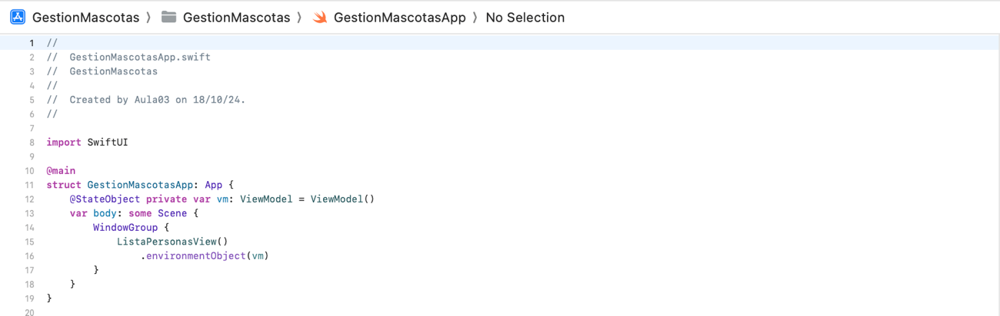 GestionMascotas 〉 GestionMascotas 〉 GestionMascotasApp 〉 No Selection
1 //
2 //  GestionMascotasApp.swift
3 //  GestionMascotas
4 //
5 //  Created by Aula03 on 18/10/24.
6 //
7
8 import SwiftUI
9
10 @main
11 struct GestionMascotasApp: App {
12     @StateObject private var vm: ViewModel = ViewModel()
13     var body: some Scene {
14         WindowGroup {
15             ListaPersonasView()
16                 .environmentObject(vm)
17         }
18     }
19 }
20